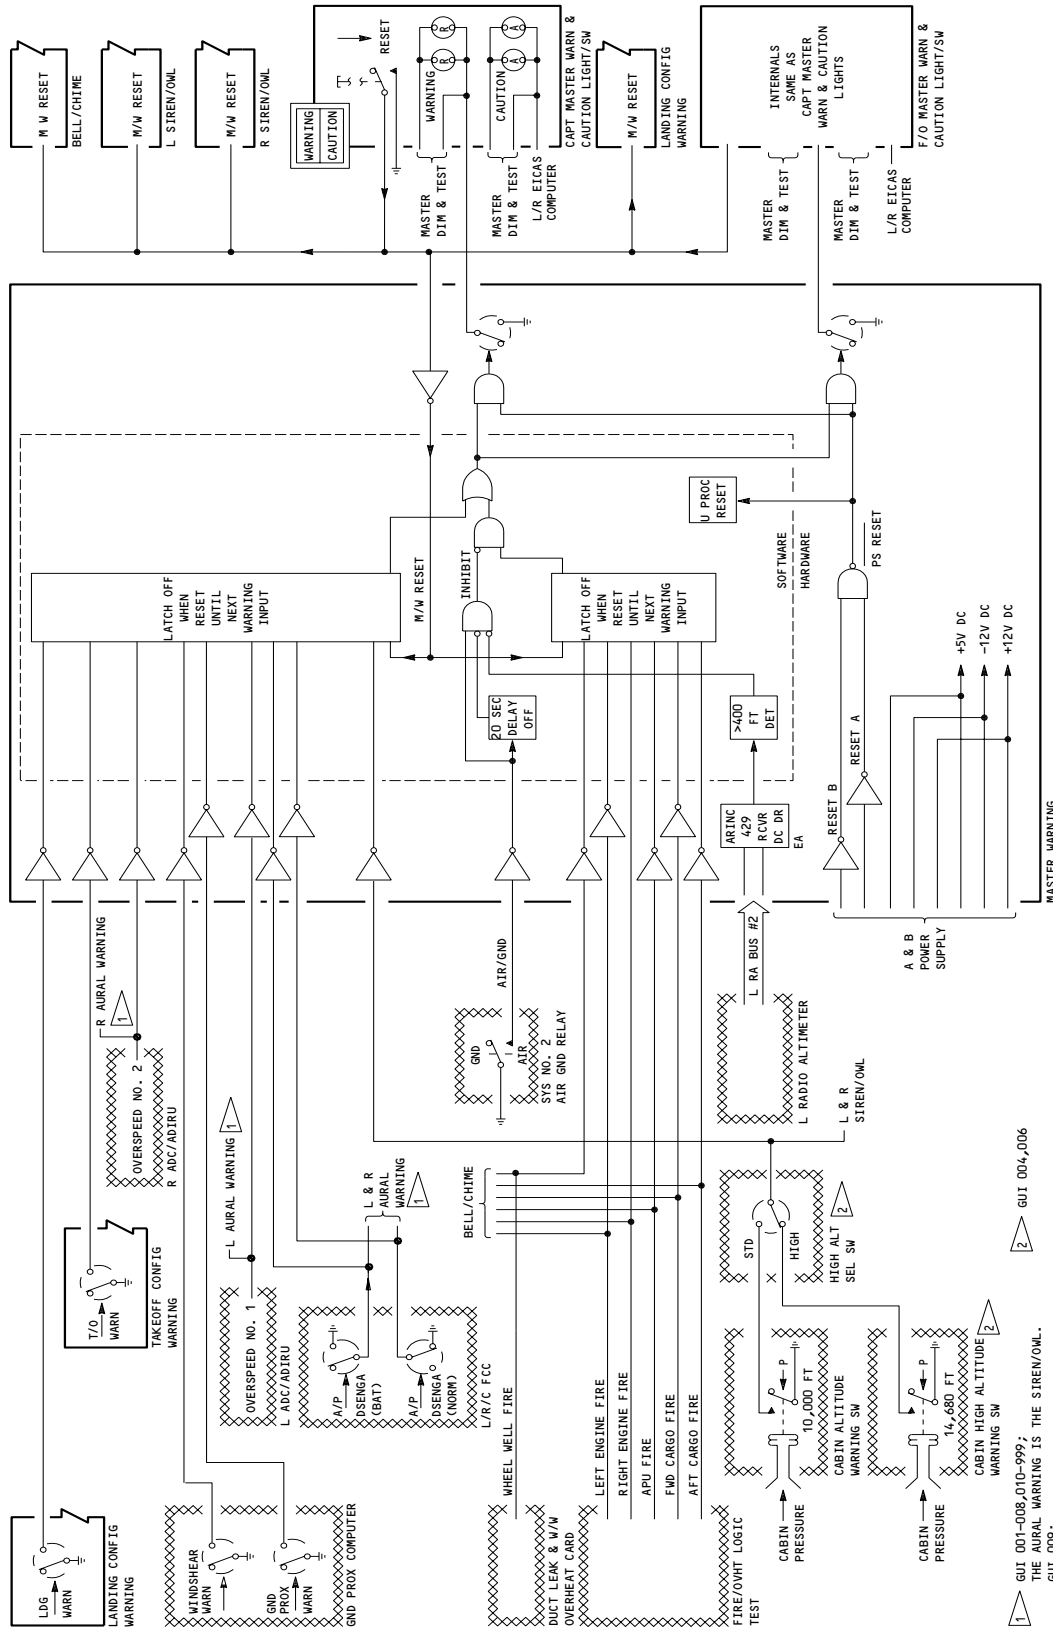 LDG
WARN
LANDING CONFIG
WARNING
WINDSHEAR
WARN
GND
PROX
WARN
GND PROX COMPUTER
T/O
WARN
TAKEOFF CONFIG
WARNING
OVERSPEED NO. 2
R ADC/ADIRU
R AURAL WARNING
1
OVERSPEED NO. 1
L ADC/ADIRU
L AURAL WARNING
1
A/P
DSENGA
(BAT)
A/P
DSENGA
(NORM)
L/R/C FCC
L & R
AURAL
WARNING
1
WHEEL WELL FIRE
DUCT LEAK & W/W
OVERHEAT CARD
BELL/CHIME
LEFT ENGINE FIRE
RIGHT ENGINE FIRE
APU FIRE
FWD CARGO FIRE
AFT CARGO FIRE
FIRE/OVHT LOGIC
TEST
GND
AIR
SYS NO. 2
AIR GND RELAY
AIR/GND
L RADIO ALTIMETER
L RA BUS #2
CABIN
PRESSURE
10,000 FT
P
CABIN ALTITUDE
WARNING SW
CABIN
PRESSURE
14,680 FT
P
CABIN HIGH ALTITUDE
WARNING SW
2
STD
HIGH
HIGH ALT
SEL SW
2
L & R
SIREN/OWL
A & B
POWER
SUPPLY
ARINC
429
RCVR
DC DR
EA
>400
FT
DET
20 SEC
DELAY
OFF
LATCH OFF
WHEN
RESET
UNTIL
NEXT
WARNING
INPUT
M/W RESET
INHIBIT
LATCH OFF
WHEN
RESET
UNTIL
NEXT
WARNING
INPUT
SOFTWARE
HARDWARE
U PROC
RESET
RESET B
RESET A
PS RESET
+5V DC
-12V DC
+12V DC
MASTER WARNING
M W RESET
BELL/CHIME
M/W RESET
L SIREN/OWL
M/W RESET
R SIREN/OWL
WARNING
CAUTION
RESET
WARNING
R
R
CAUTION
A
A
MASTER
DIM & TEST
MASTER
DIM & TEST
L/R EICAS
COMPUTER
CAPT MASTER WARN &
CAUTION LIGHT/SW
M/W RESET
LANDING CONFIG
WARNING
INTERNALS
SAME AS
CAPT MASTER
WARN & CAUTION
LIGHTS
MASTER
DIM & TEST
MASTER
DIM & TEST
L/R EICAS
COMPUTER
F/O MASTER WARN &
CAUTION LIGHT/SW
1 GUI 001-008,010-999;
THE AURAL WARNING IS THE SIREN/OWL.
GUI 009;
2 GUI 004,006